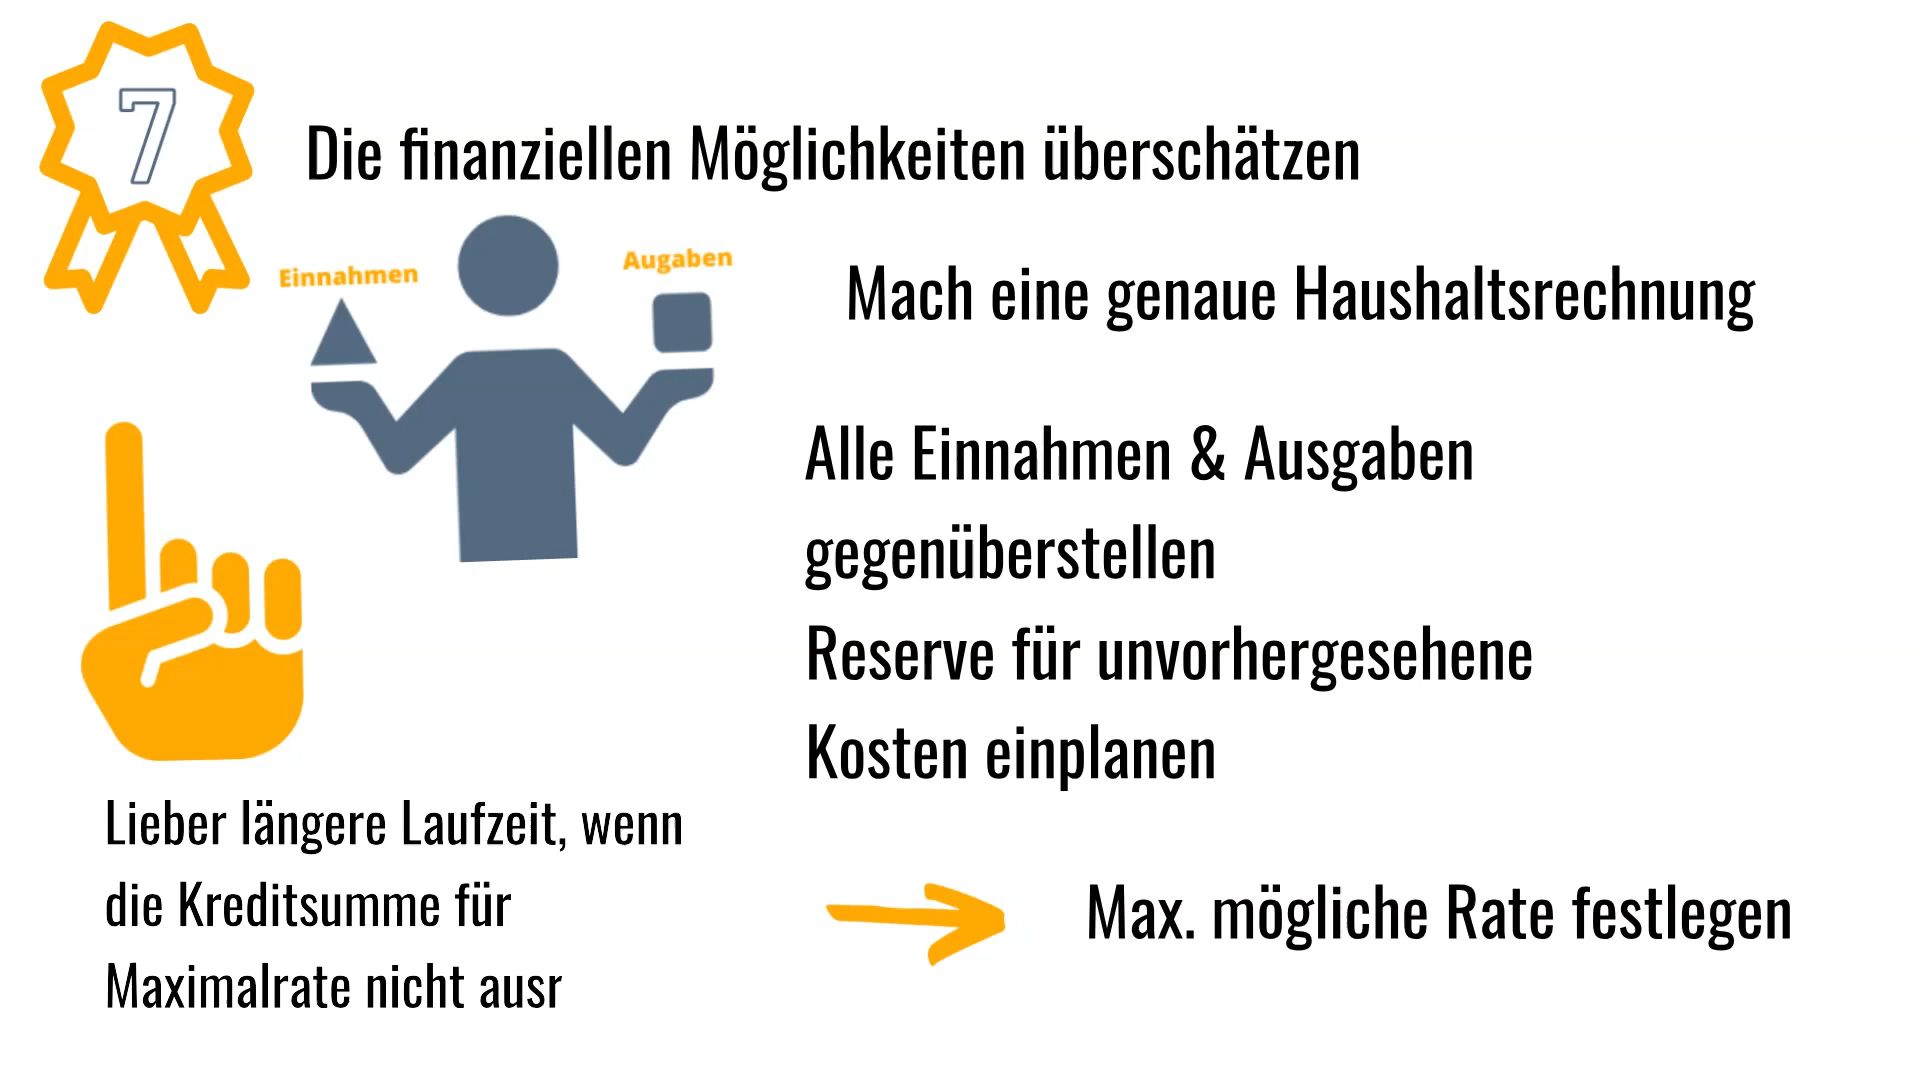 7
Die finanziellen Möglichkeiten überschätzen
Einnahmen
Augaben
Mach eine genaue Haushaltsrechnung
Alle Einnahmen & Ausgaben
gegenüberstellen
Reserve für unvorhergesehene
Kosten einplanen
Lieber längere Laufzeit, wenn
die Kreditsumme für
Maximalrate nicht ausr
Max. mögliche Rate festlegen